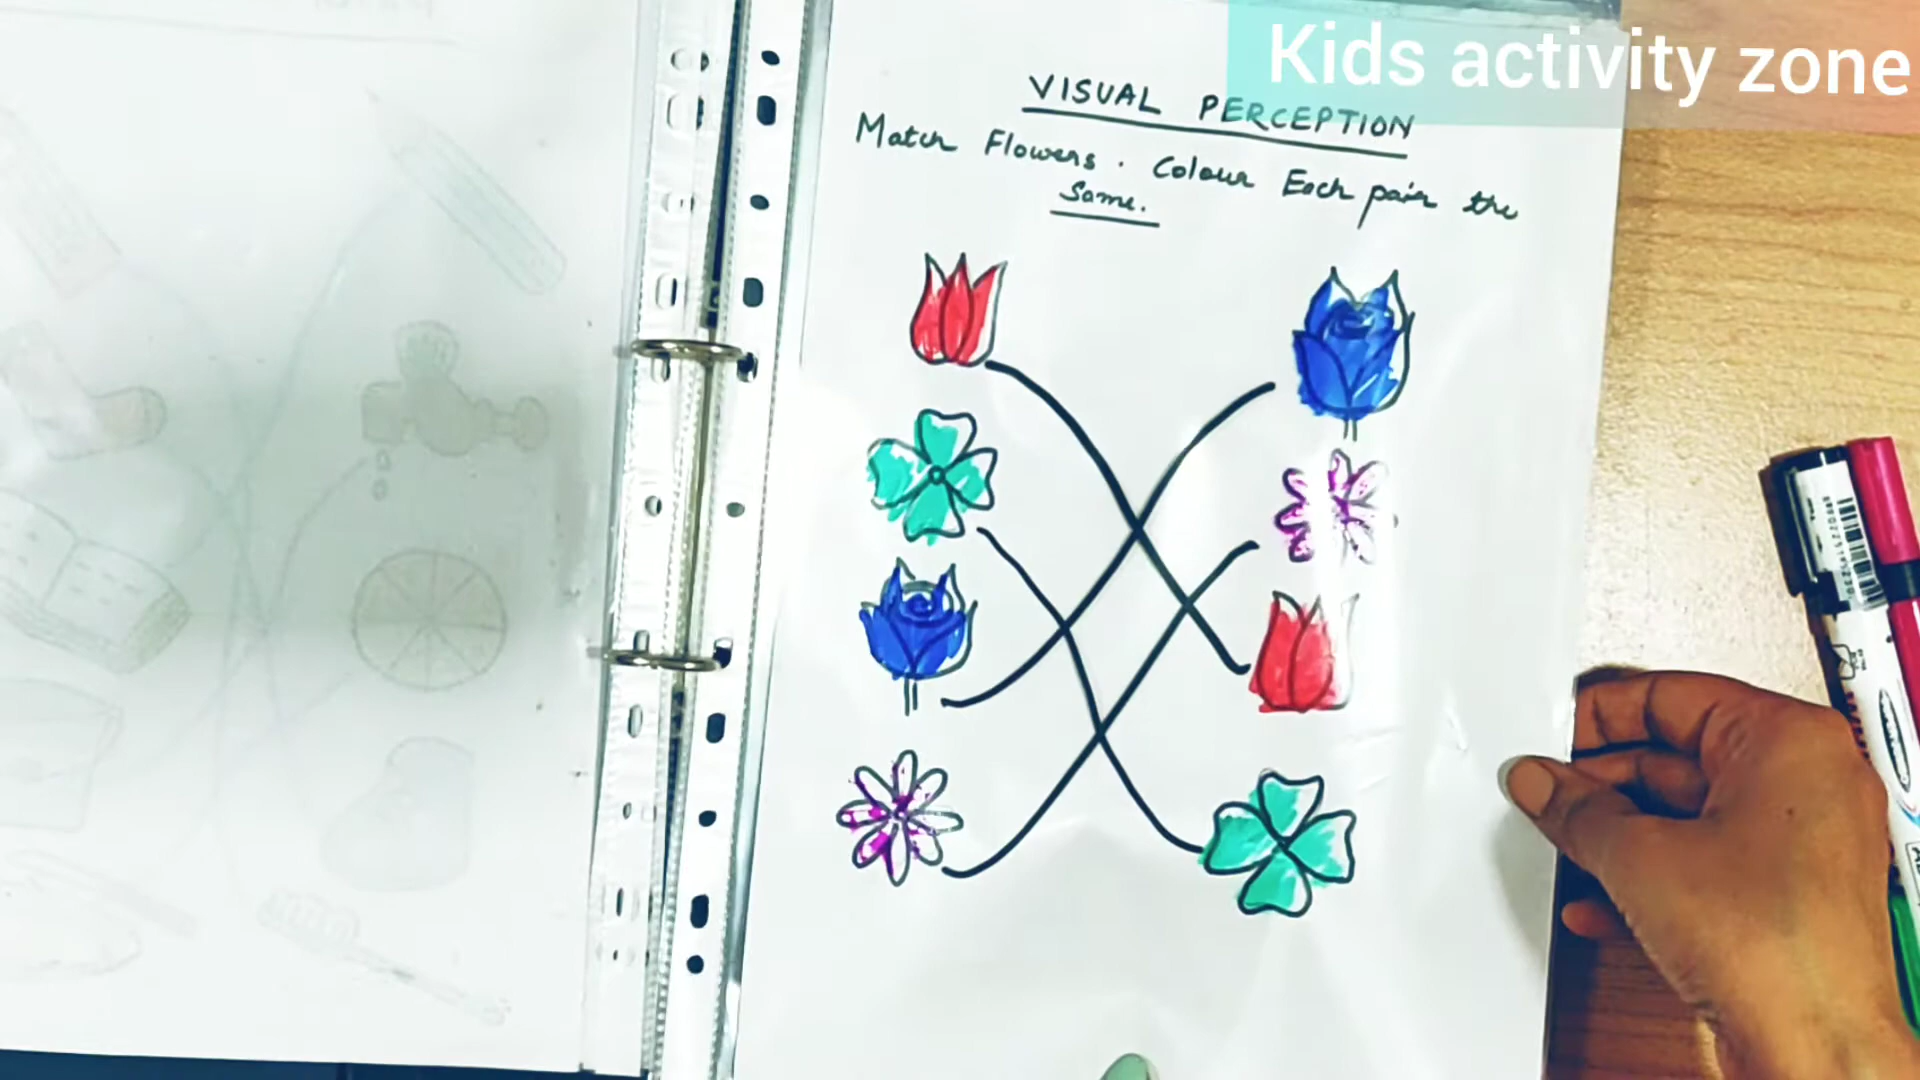 Kids activity zone
VISUAL PERCEPTION
Match Flowers. Colour Each pair the
Same.